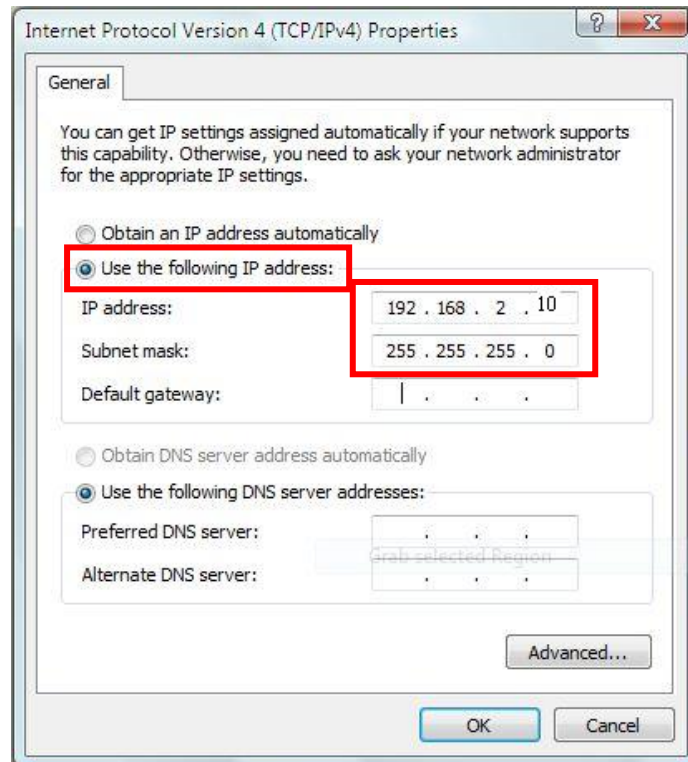 Internet Protocol Version 4 (TCP/IPv4) Properties
General
You can get IP settings assigned automatically if your network supports
this capability. Otherwise, you need to ask your network administrator
for the appropriate IP settings.
Obtain an IP address automatically
Use the following IP address:
IP address: 192 . 168 . 2 . 10
Subnet mask: 255 . 255 . 255 . 0
Default gateway: . . .
Obtain DNS server address automatically
Use the following DNS server addresses:
Preferred DNS server: . . .
Grab selected Region
Alternate DNS server: . . .
Advanced...
OK Cancel